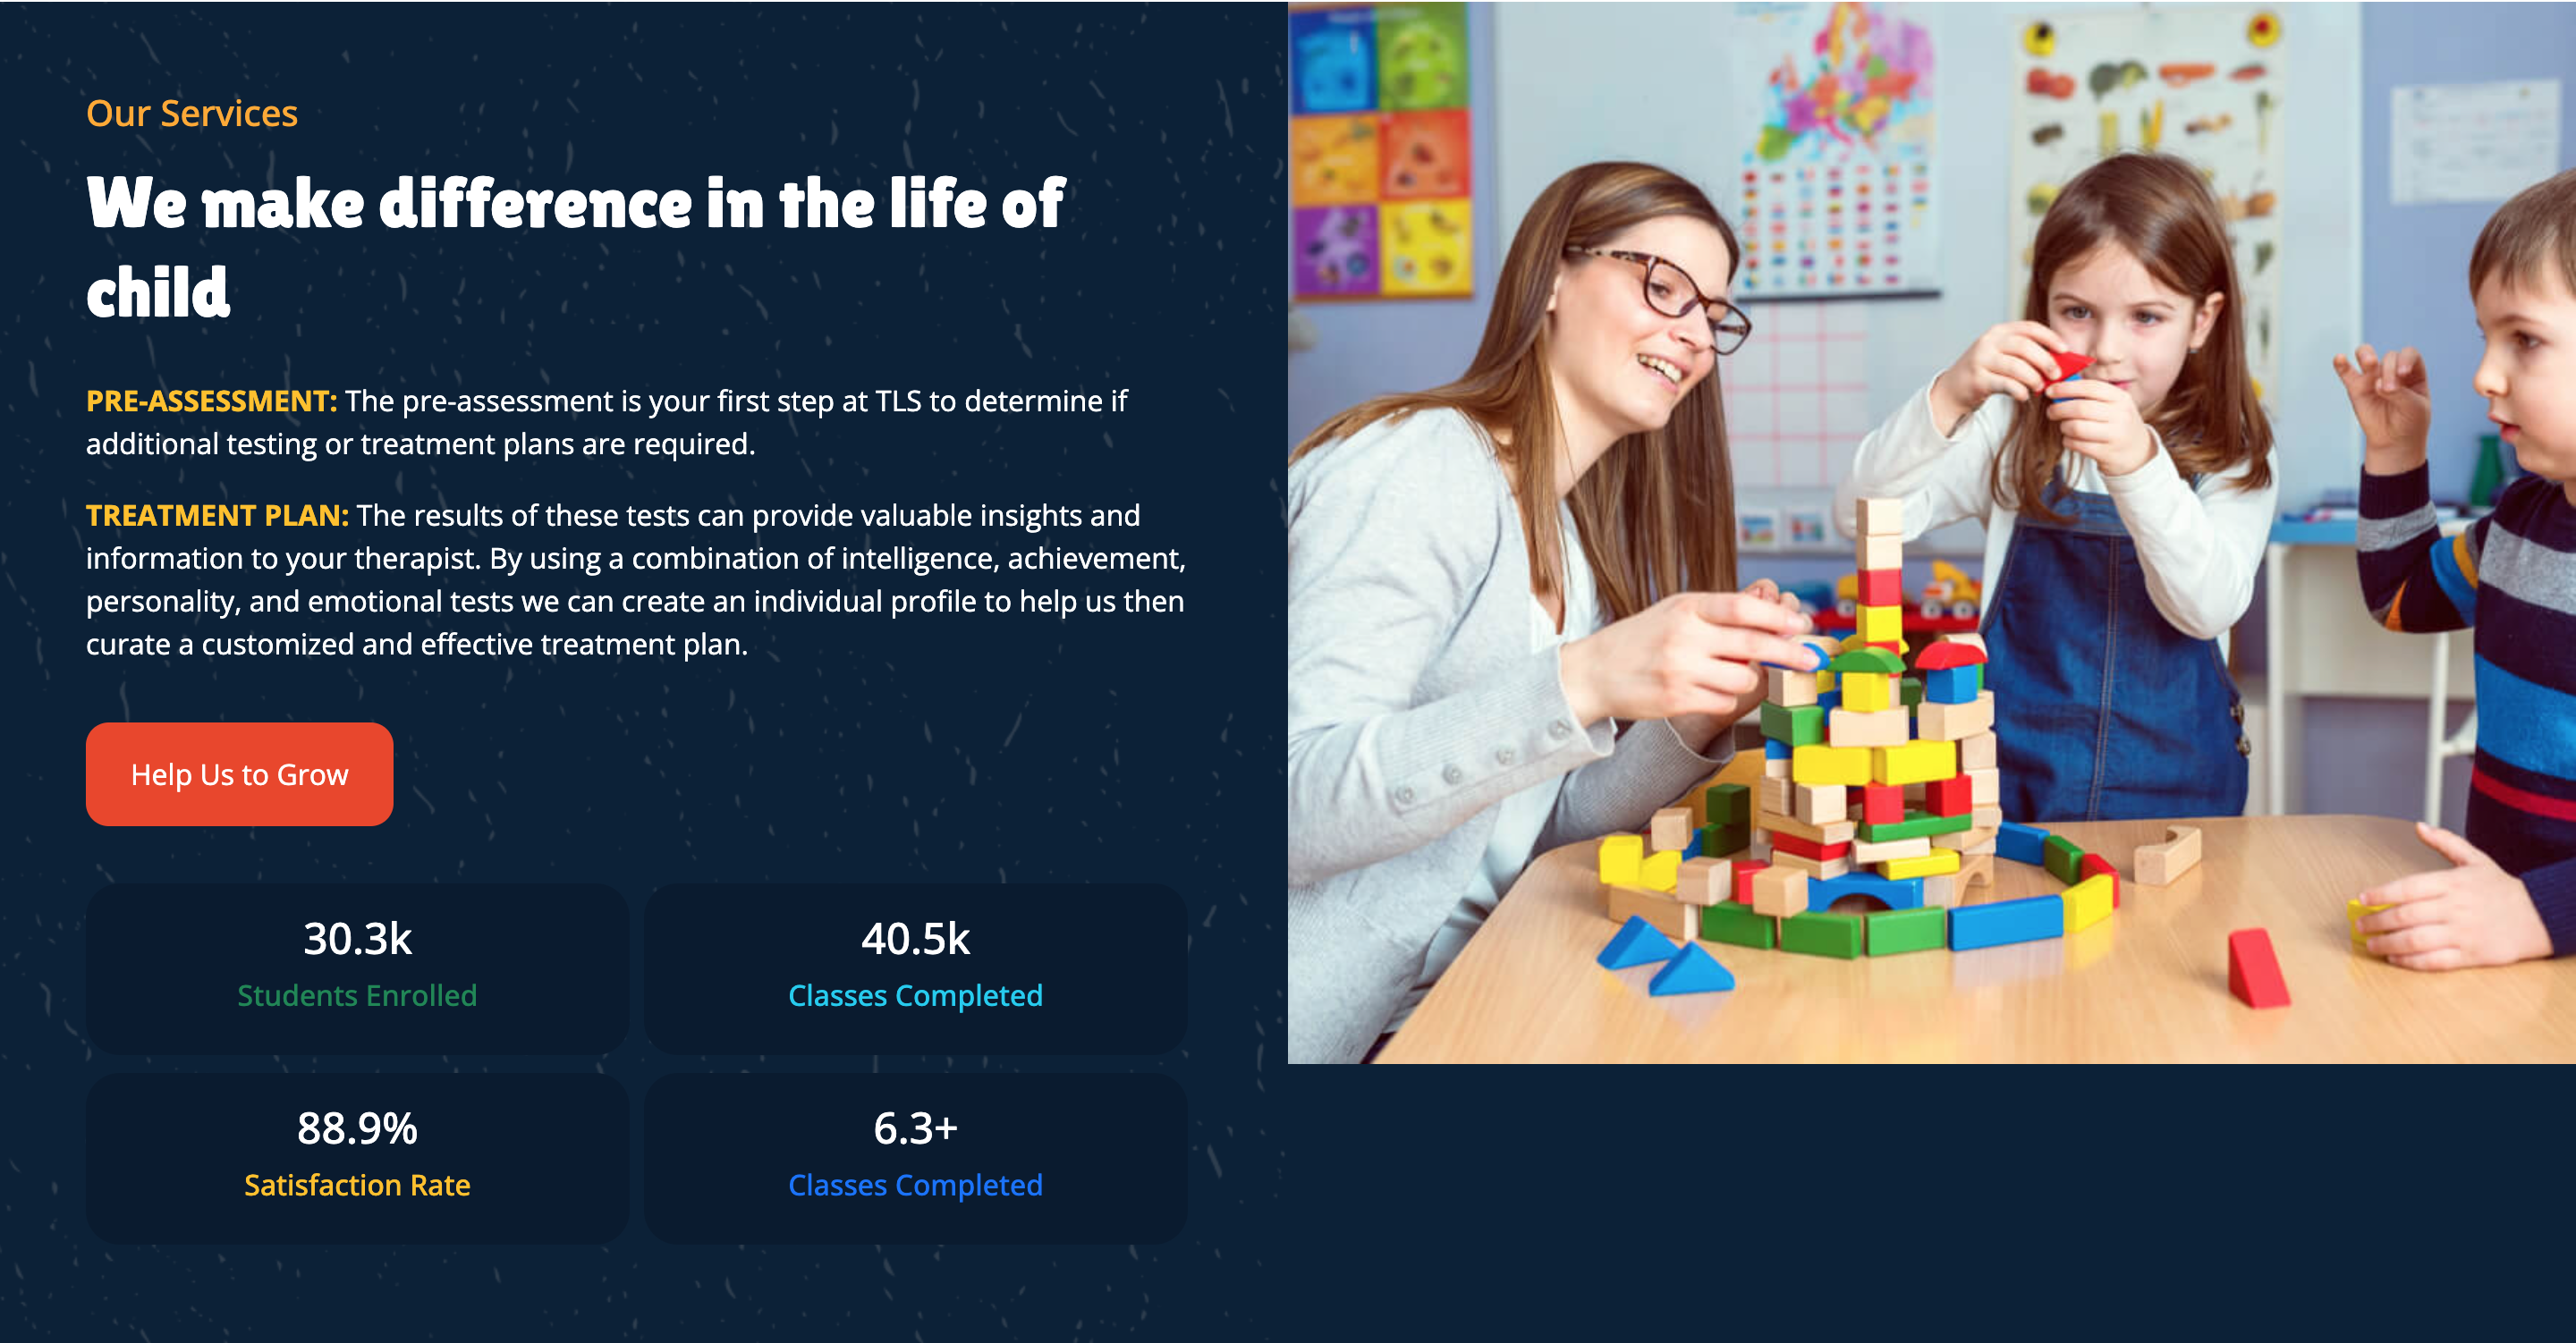 Our Services
We make difference in the life of
child
PRE-ASSESSMENT: The pre-assessment is your first step at TLS to determine if
additional testing or treatment plans are required.
TREATMENT PLAN: The results of these tests can provide valuable insights and
information to your therapist. By using a combination of intelligence, achievement,
personality, and emotional tests we can create an individual profile to help us then
curate a customized and effective treatment plan.
Help Us to Grow
30.3k
Students Enrolled
40.5k
Classes Completed
88.9%
Satisfaction Rate
6.3+
Classes Completed